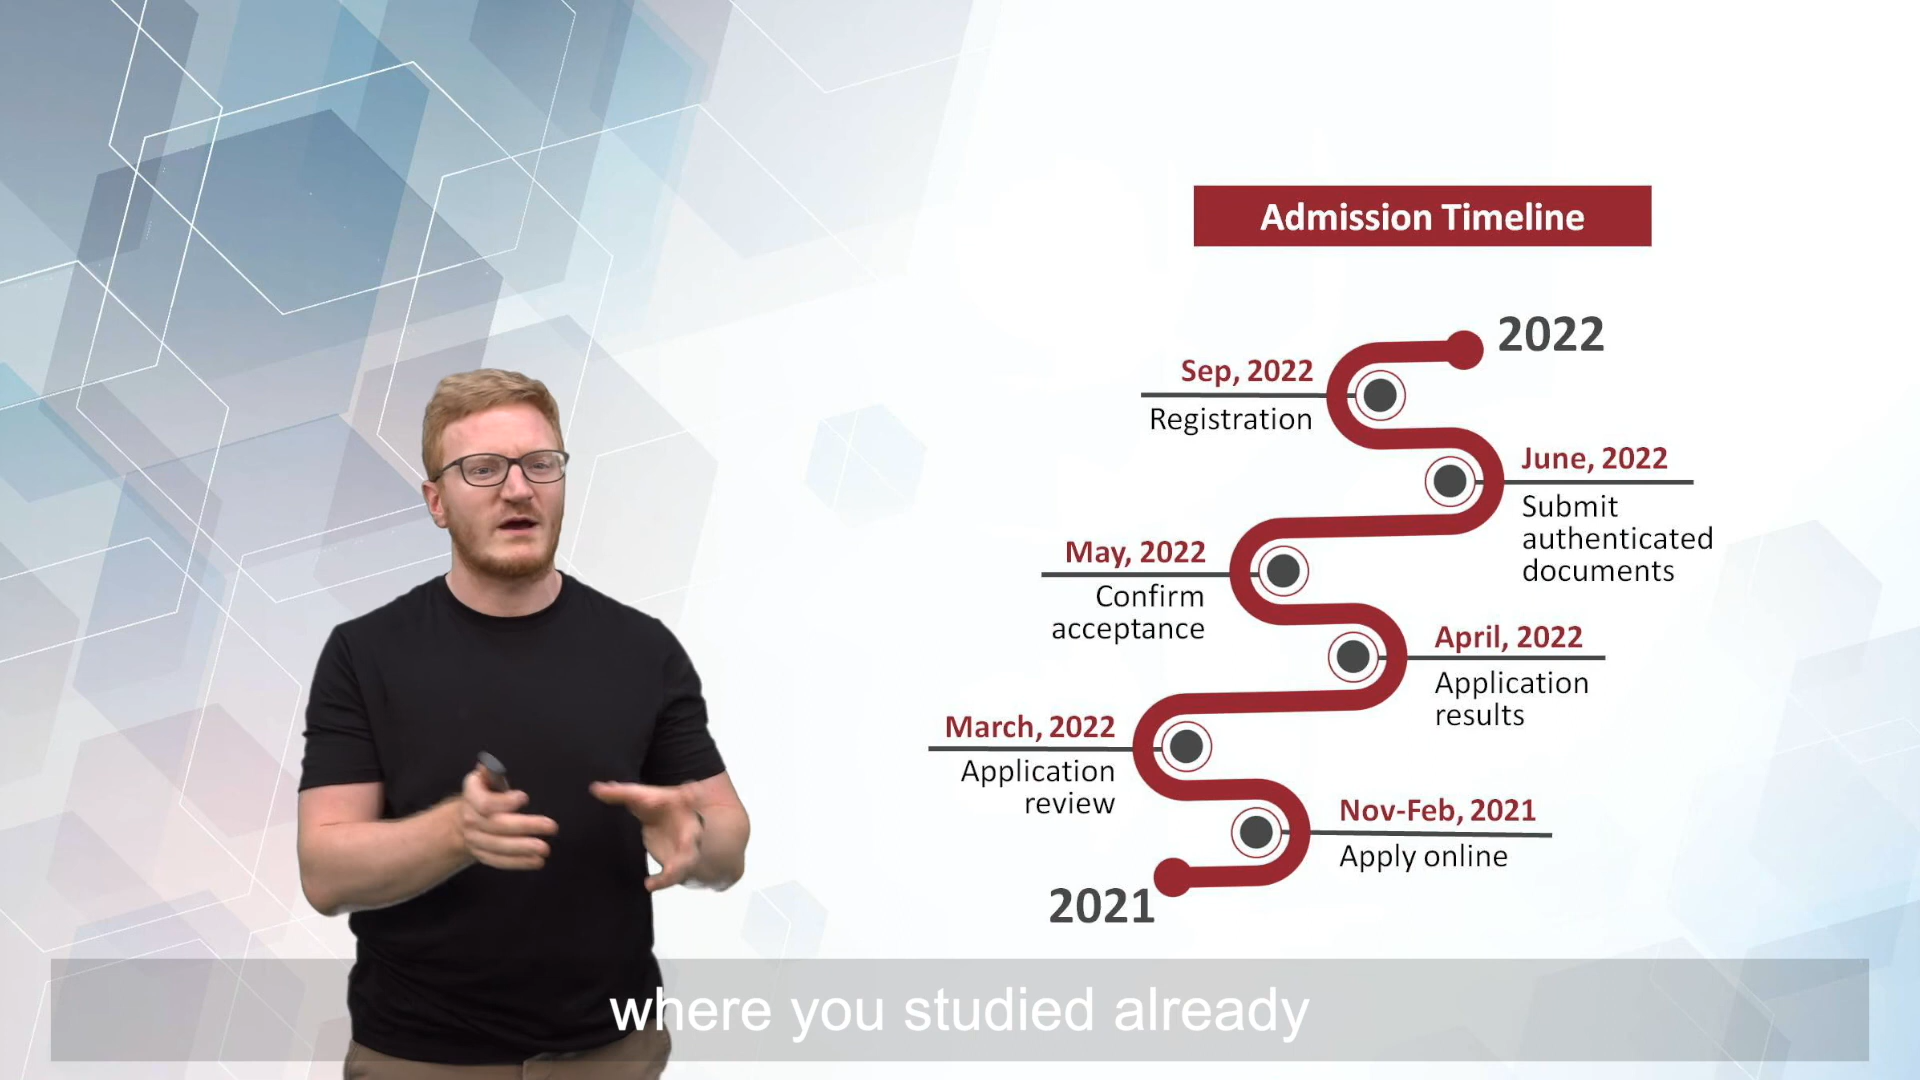 Admission Timeline
2022
Sep, 2022
Registration
June, 2022
Submit
authenticated
documents
May, 2022
Confirm
acceptance
April, 2022
Application
results
March, 2022
Application
review
Nov-Feb, 2021
Apply online
2021
where you studied already